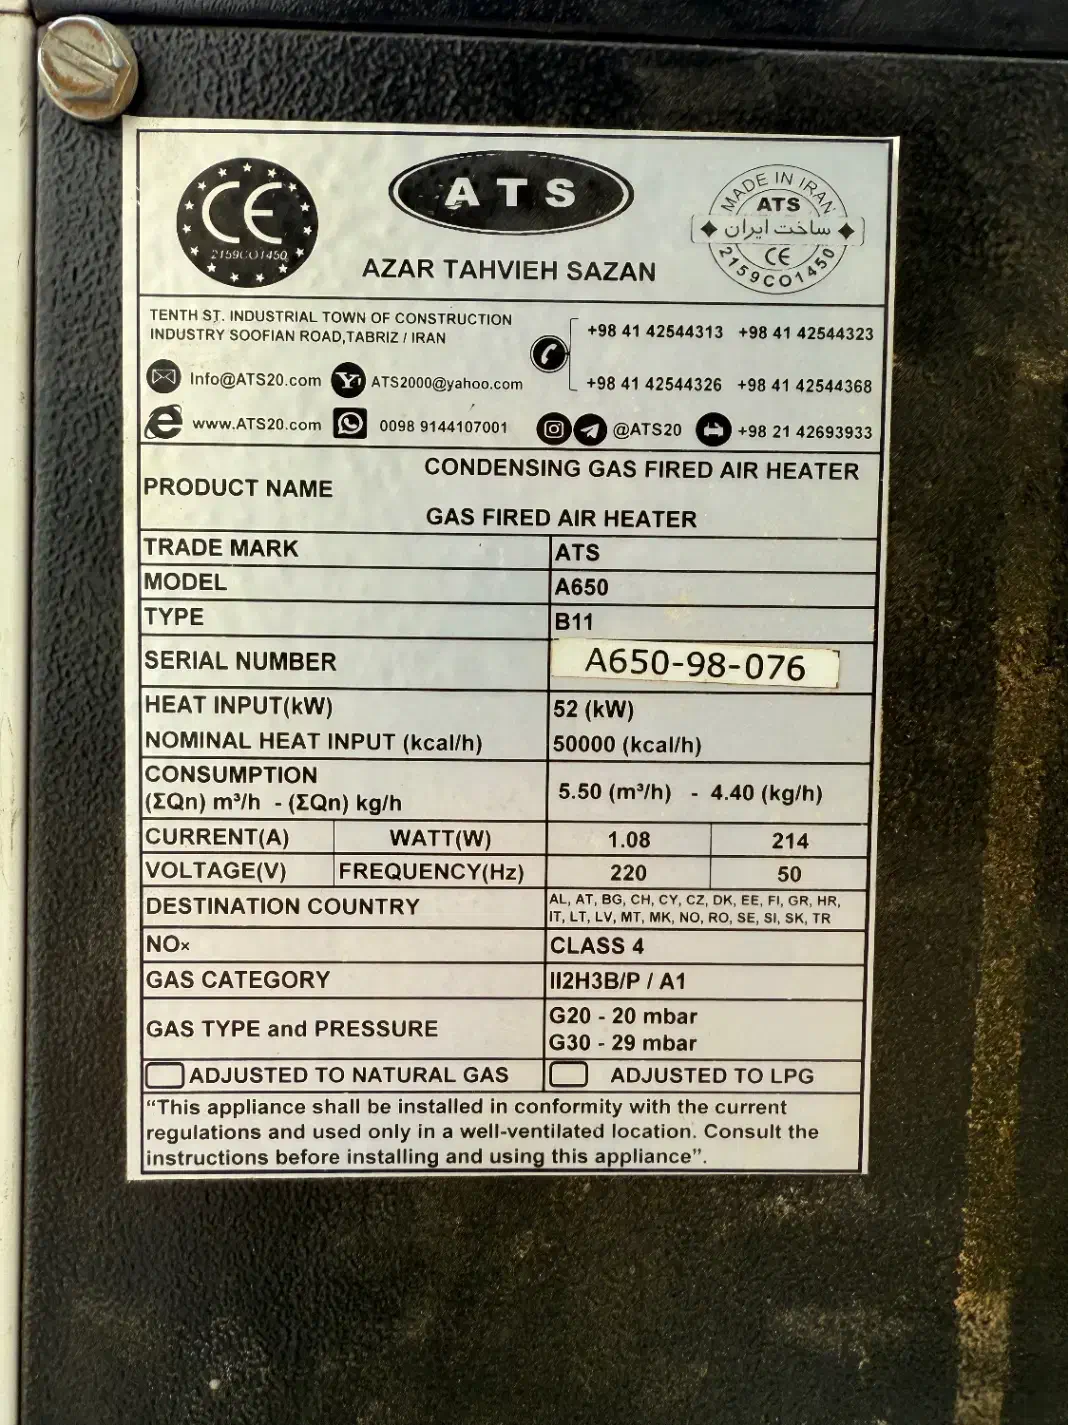 CE
2159CO1450
ATS
AZAR TAHVIEH SAZAN
MADE IN IRAN
ATS
ساخت ایران
CE
2159CO1450
TENTH ST. INDUSTRIAL TOWN OF CONSTRUCTION
INDUSTRY SOOFIAN ROAD,TABRIZ / IRAN
+98 41 42544313 +98 41 42544323
+98 41 42544326 +98 41 42544368
Info@ATS20.com ATS2000@yahoo.com
www.ATS20.com 0098 9144107001 @ATS20 +98 21 42693933
PRODUCT NAME
CONDENSING GAS FIRED AIR HEATER
GAS FIRED AIR HEATER
TRADE MARK ATS
MODEL A650
TYPE B11
SERIAL NUMBER A650-98-076
HEAT INPUT(kW) 52 (kW)
NOMINAL HEAT INPUT (kcal/h) 50000 (kcal/h)
CONSUMPTION
(ΣQn) m³/h - (ΣQn) kg/h 5.50 (m³/h) - 4.40 (kg/h)
CURRENT(A) WATT(W) 1.08 214
VOLTAGE(V) FREQUENCY(Hz) 220 50
DESTINATION COUNTRY
AL, AT, BG, CH, CY, CZ, DK, EE, FI, GR, HR,
IT, LT, LV, MT, MK, NO, RO, SE, SI, SK, TR
NOx CLASS 4
GAS CATEGORY II2H3B/P / A1
GAS TYPE and PRESSURE
G20 - 20 mbar
G30 - 29 mbar
ADJUSTED TO NATURAL GAS ADJUSTED TO LPG
“This appliance shall be installed in conformity with the current
regulations and used only in a well-ventilated location. Consult the
instructions before installing and using this appliance”.